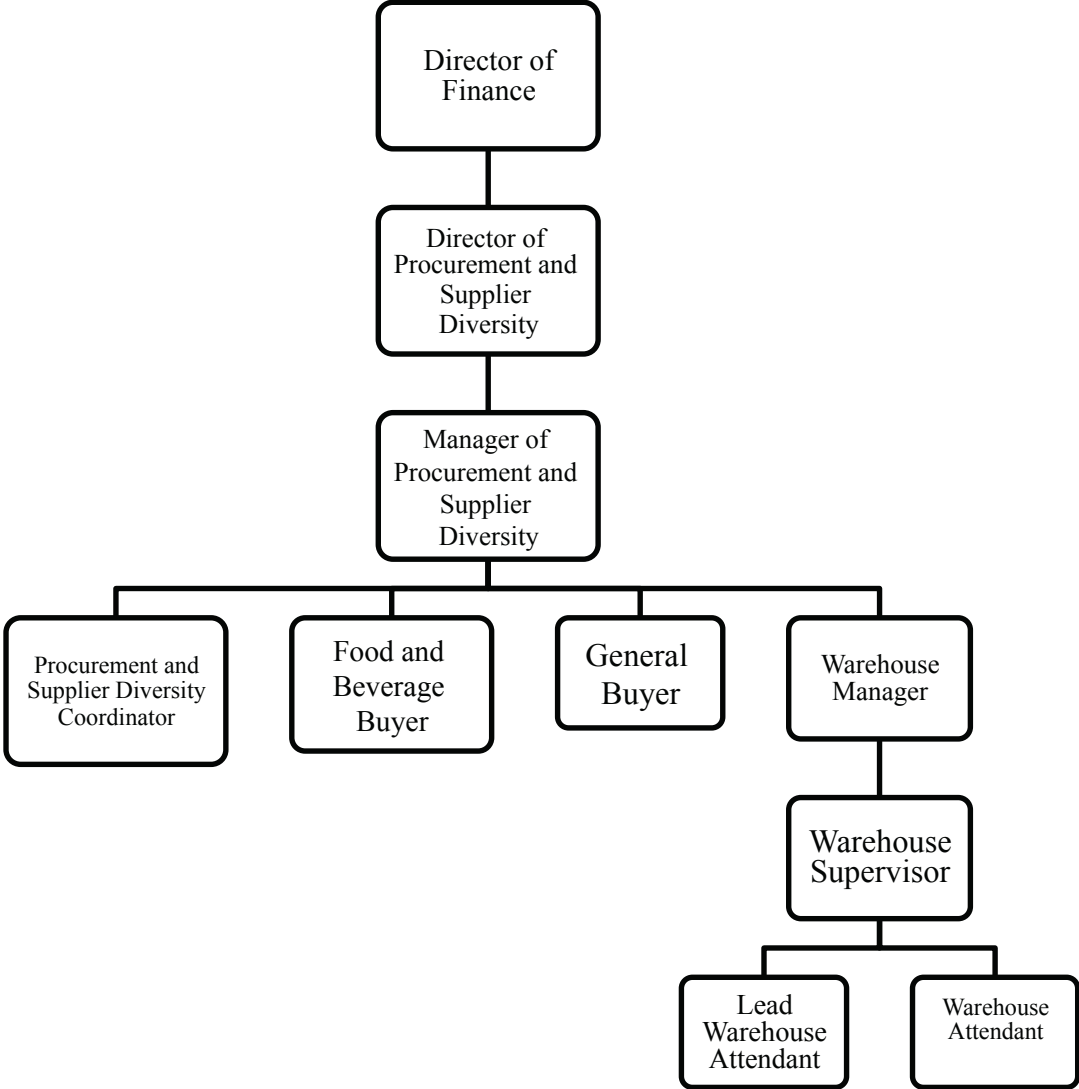 Director of
Finance
Director of
Procurement and
Supplier
Diversity
Manager of
Procurement and
Supplier
Diversity
Procurement and
Supplier Diversity
Coordinator
Food and
Beverage
Buyer
General
Buyer
Warehouse
Manager
Warehouse
Supervisor
Lead
Warehouse
Attendant
Warehouse
Attendant